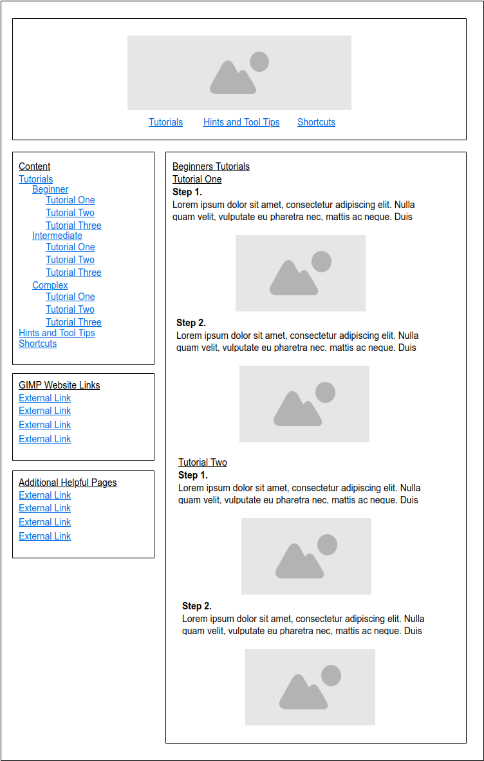 Tutorials Hints and Tool Tips Shortcuts
Content
Tutorials
Beginner
Tutorial One
Tutorial Two
Tutorial Three
Intermediate
Tutorial One
Tutorial Two
Tutorial Three
Complex
Tutorial One
Tutorial Two
Tutorial Three
Hints and Tool Tips
Shortcuts
GIMP Website Links
External Link
External Link
External Link
External Link
Additional Helpful Pages
External Link
External Link
External Link
External Link
Beginners Tutorials
Tutorial One
Step 1.
Lorem ipsum dolor sit amet, consectetur adipiscing elit. Nulla
quam velit, vulputate eu pharetra nec, mattis ac neque. Duis
Step 2.
Lorem ipsum dolor sit amet, consectetur adipiscing elit. Nulla
quam velit, vulputate eu pharetra nec, mattis ac neque. Duis
Tutorial Two
Step 1.
Lorem ipsum dolor sit amet, consectetur adipiscing elit. Nulla
quam velit, vulputate eu pharetra nec, mattis ac neque. Duis
Step 2.
Lorem ipsum dolor sit amet, consectetur adipiscing elit. Nulla
quam velit, vulputate eu pharetra nec, mattis ac neque. Duis